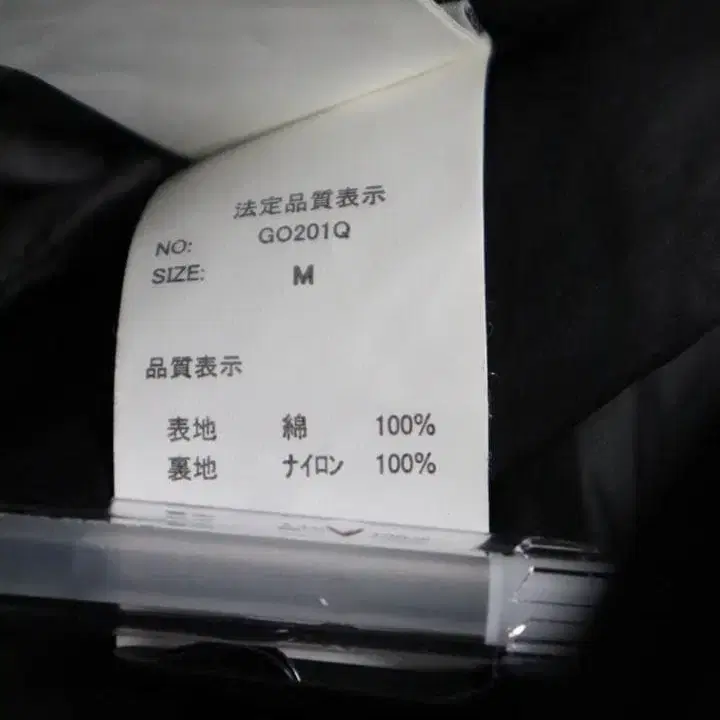 法定品質表示
NO: GO201Q
SIZE: M
品質表示
表地 綿 100%
裏地 ナイロン 100%